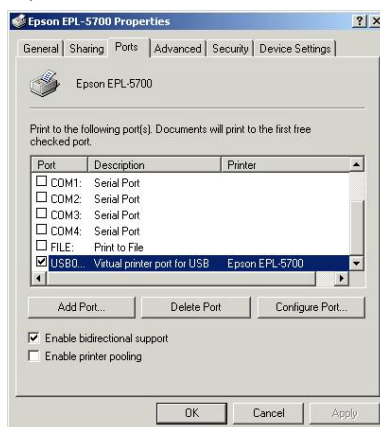 Epson EPL-5700 Properties
General Sharing Ports Advanced Security Device Settings
Epson EPL-5700
Print to the following port(s). Documents will print to the first free
checked port.
Port Description Printer
COM1: Serial Port
COM2: Serial Port
COM3: Serial Port
COM4: Serial Port
FILE: Print to File
USB0... Virtual printer port for USB Epson EPL-5700
Add Port... Delete Port Configure Port...
Enable bidirectional support
Enable printer pooling
OK Cancel Apply